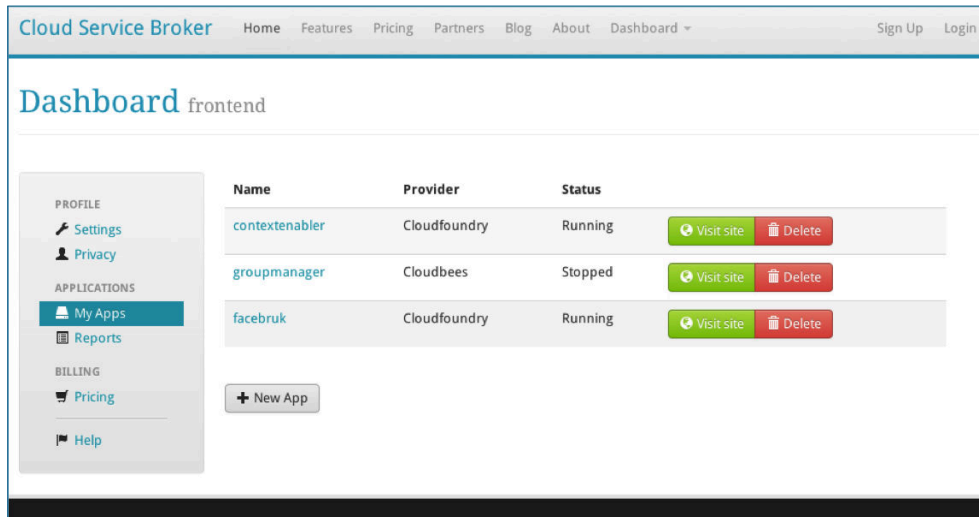 Cloud Service Broker Home Features Pricing Partners Blog About Dashboard Sign Up Login
Dashboard frontend
PROFILE
Settings
Privacy
APPLICATIONS
My Apps
Reports
BILLING
Pricing
Help
Name Provider Status
contextenabler Cloudfoundry Running Visit site Delete
groupmanager Cloudbees Stopped Visit site Delete
facebruk Cloudfoundry Running Visit site Delete
New App